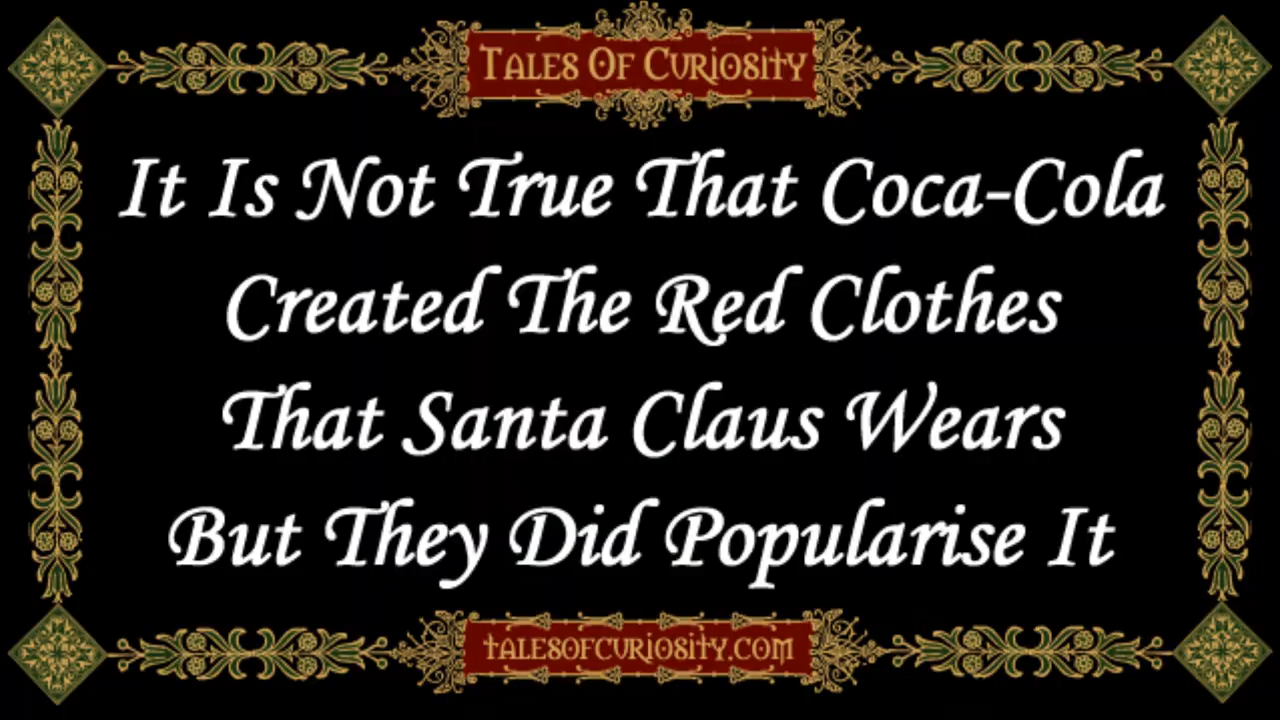 Tales Of Curiosity
It Is Not True That Coca-Cola
Created The Red Clothes
That Santa Claus Wears
But They Did Popularise It
talesofcuriosity.com